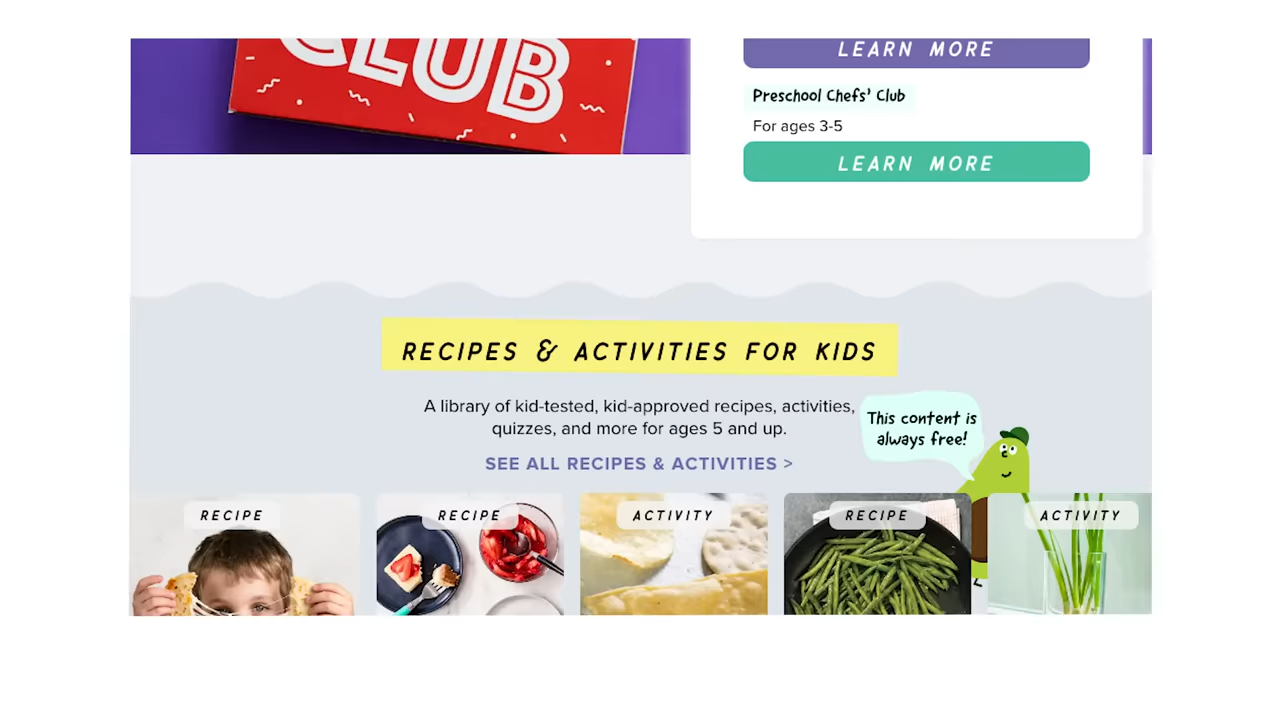 CLUB
LEARN MORE
Preschool Chefs' Club
For ages 3-5
LEARN MORE
RECIPES & ACTIVITIES FOR KIDS
A library of kid-tested, kid-approved recipes, activities,
quizzes, and more for ages 5 and up.
SEE ALL RECIPES & ACTIVITIES >
This content is
always free!
RECIPE
RECIPE
ACTIVITY
RECIPE
ACTIVITY